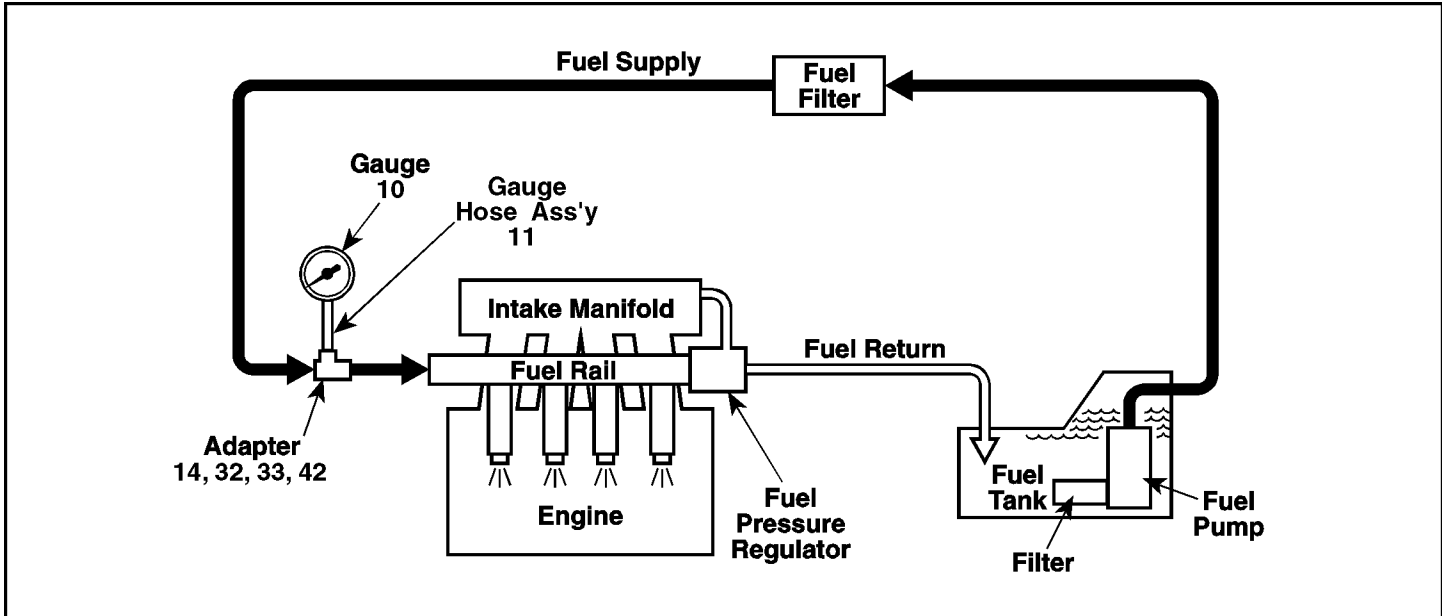 Fuel Supply
Fuel
Filter
Gauge
10
Gauge
Hose Ass'y
11
Intake Manifold
Fuel Rail
Fuel Return
Adapter
14, 32, 33, 42
Engine
Fuel
Pressure
Regulator
Fuel
Tank
Fuel
Pump
Filter